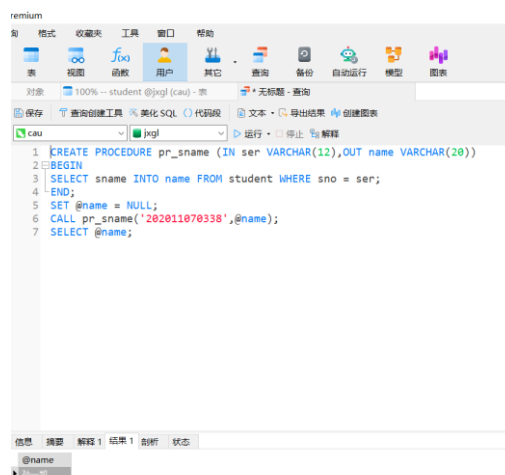 remium
询 格式 收藏夹 工具 窗口 帮助
表 视图 函数 用户 其它 查询 备份 自动运行 模型 图表
对象 100% -- student @jxgl (cau) - 表 * 无标题 - 查询
保存 查询创建工具 美化 SQL () 代码段 文本 导出结果 创建图表
cau jxgl 运行 停止 解释
1 CREATE PROCEDURE pr_sname (IN ser VARCHAR(12),OUT name VARCHAR(20))
2 BEGIN
3 SELECT sname INTO name FROM student WHERE sno = ser;
4 END;
5 SET @name = NULL;
6 CALL pr_sname('202011070338',@name);
7 SELECT @name;
信息 摘要 解释 1 结果 1 剖析 状态
@name